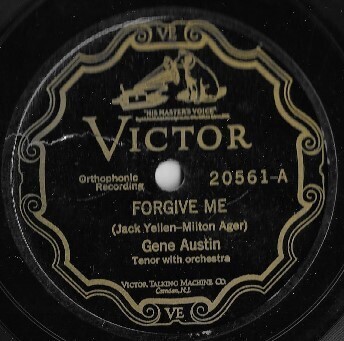 VE
"HIS MASTER'S VOICE"
VICTOR
Orthophonic
Recording
20561-A
FORGIVE ME
(Jack Yellen-Milton Ager)
Gene Austin
Tenor with orchestra
VICTOR TALKING MACHINE CO.
Camden, N.J.
VE